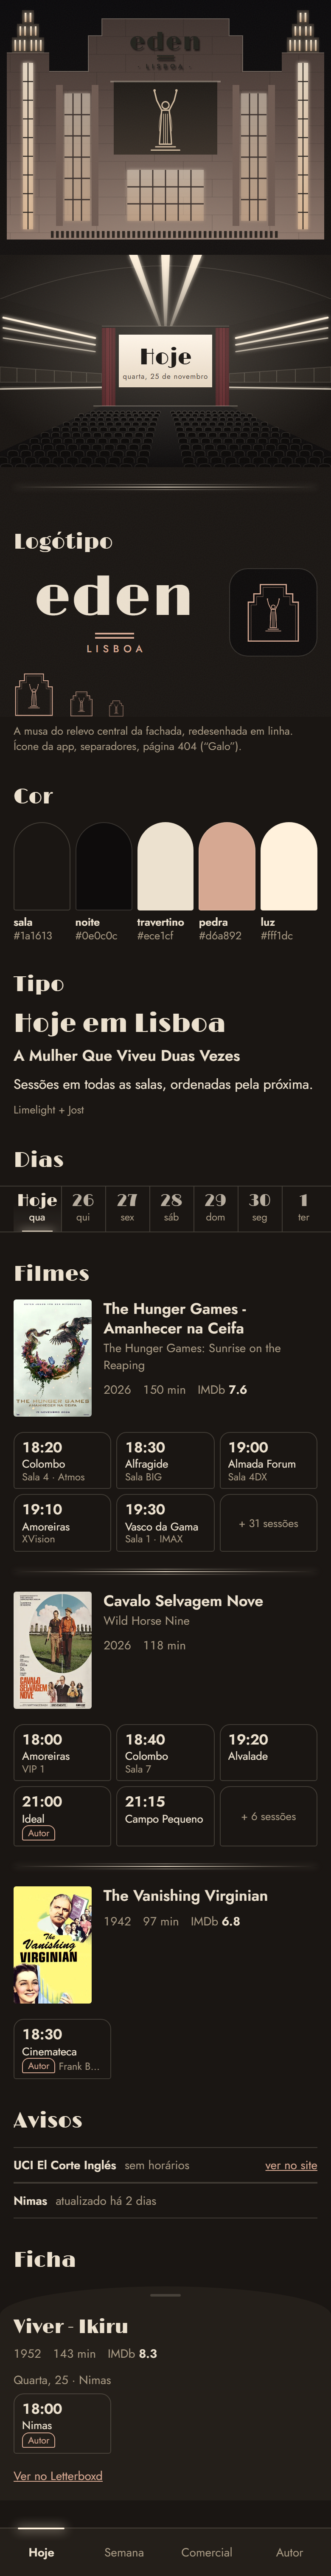 eden
LISBOA
Hoje
quarta, 25 de novembro
Logótipo
eden
LISBOA
A musa do relevo central da fachada, redesenhada em linha.
Ícone da app, separadores, página 404 (“Galo”).
Cor
sala
#1a1613
noite
#0e0c0c
travertino
#ece1cf
pedra
#d6a892
luz
#fff1dc
Tipo
Hoje em Lisboa
A Mulher Que Viveu Duas Vezes
Sessões em todas as salas, ordenadas pela próxima.
Limelight + Jost
Dias
Hoje 26 27 28 29 30 1
qua qui sex sáb dom seg ter
Filmes
The Hunger Games -
Amanhecer na Ceifa
The Hunger Games: Sunrise on the
Reaping
2026 150 min IMDb 7.6
THE HUNGER GAMES
18:20
Colombo
Sala 4 · Atmos
18:30
Alfragide
Sala BIG
19:00
Almada Forum
Sala 4DX
19:10
Amoreiras
XVision
19:30
Vasco da Gama
Sala 1 · IMAX
+ 31 sessões
Cavalo Selvagem Nove
Wild Horse Nine
2026 118 min
CAVALO
SELVAGEM
NOVE
18:00
Amoreiras
VIP 1
18:40
Colombo
Sala 7
19:20
Alvalade
21:00
Ideal
Autor
21:15
Campo Pequeno
+ 6 sessões
The Vanishing Virginian
1942 97 min IMDb 6.8
The
Vanishing
VIRGINIAN
18:30
Cinemateca
Autor Frank B…
Avisos
UCI El Corte Inglés sem horários ver no site
Nimas atualizado há 2 dias
Ficha
Viver - Ikiru
1952 143 min IMDb 8.3
Quarta, 25 · Nimas
18:00
Nimas
Autor
Ver no Letterboxd
Hoje Semana Comercial Autor